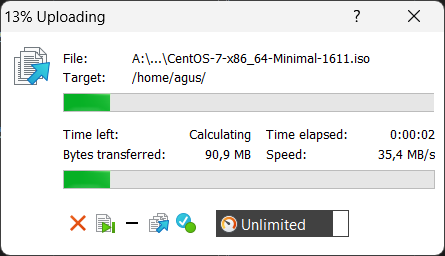 13% Uploading
File: A:\...\CentOS-7-x86_64-Minimal-1611.iso
Target: /home/agus/
Time left: Calculating Time elapsed: 0:00:02
Bytes transferred: 90,9 MB Speed: 35,4 MB/s
Unlimited